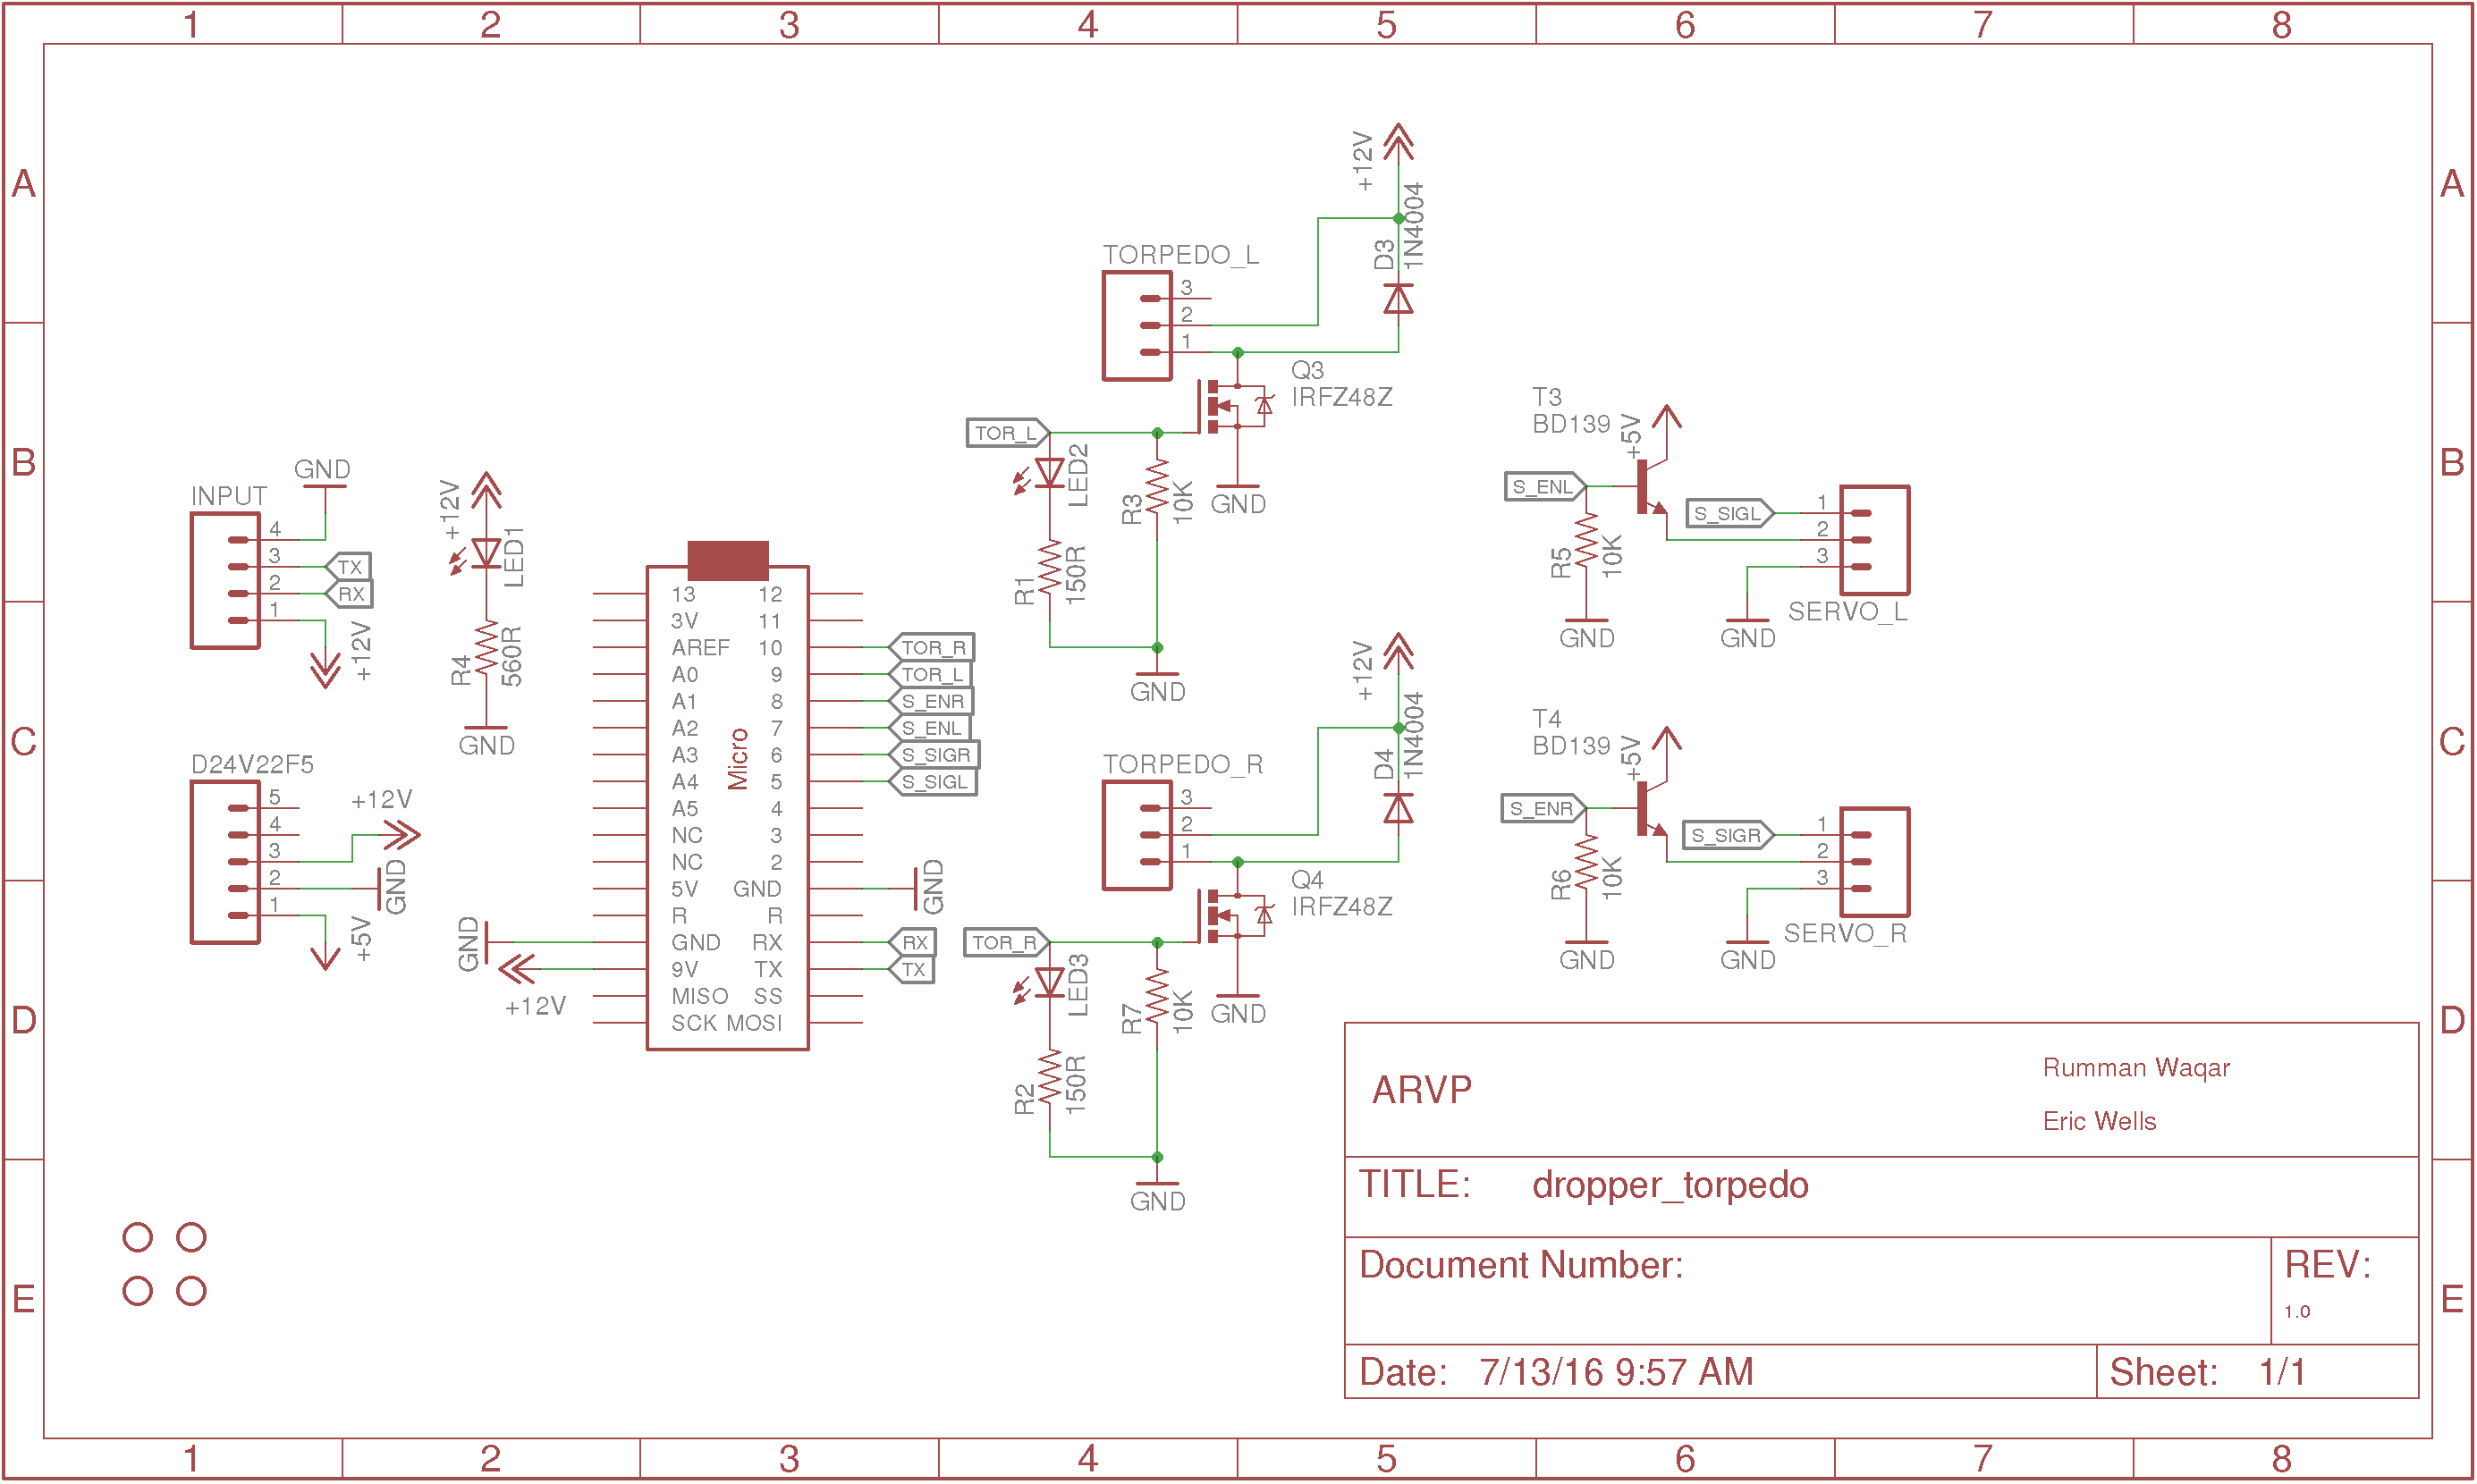 1 2 3 4 5 6 7 8
A
A
+12V
1N4004
D3
TORPEDO_L
3
2
1
Q3
IRFZ48Z
TOR_L
LED2
R3
10K
GND
R1
150R
GND
B
B
T3
BD139
+5V
S_ENL
R5
10K
GND
S_SIGL
1
2
3
GND
SERVO_L
GND
INPUT
4
3
2
1
TX
RX
+12V
+12V
LED1
R4
560R
GND
C
C
D24V22F5
5
4
3
2
1
+12V
GND
+5V
13 12
3V 11
AREF 10
A0 9
A1 8
A2 7
A3 6
A4 5
A5 4
NC 3
NC 2
5V GND
R R
GND RX
9V TX
MISO SS
SCK MOSI
Micro
TOR_R
TOR_L
S_ENR
S_ENL
S_SIGR
S_SIGL
GND
RX
TX
GND
+12V
+12V
1N4004
D4
TORPEDO_R
3
2
1
Q4
IRFZ48Z
TOR_R
LED3
R7
10K
GND
R2
150R
GND
T4
BD139
+5V
S_ENR
R6
10K
GND
S_SIGR
1
2
3
GND
SERVO_R
D
D
ARVP
Rumman Waqar
Eric Wells
TITLE: dropper_torpedo
Document Number:
REV:
1.0
Date: 7/13/16 9:57 AM
Sheet: 1/1
E
E
1 2 3 4 5 6 7 8